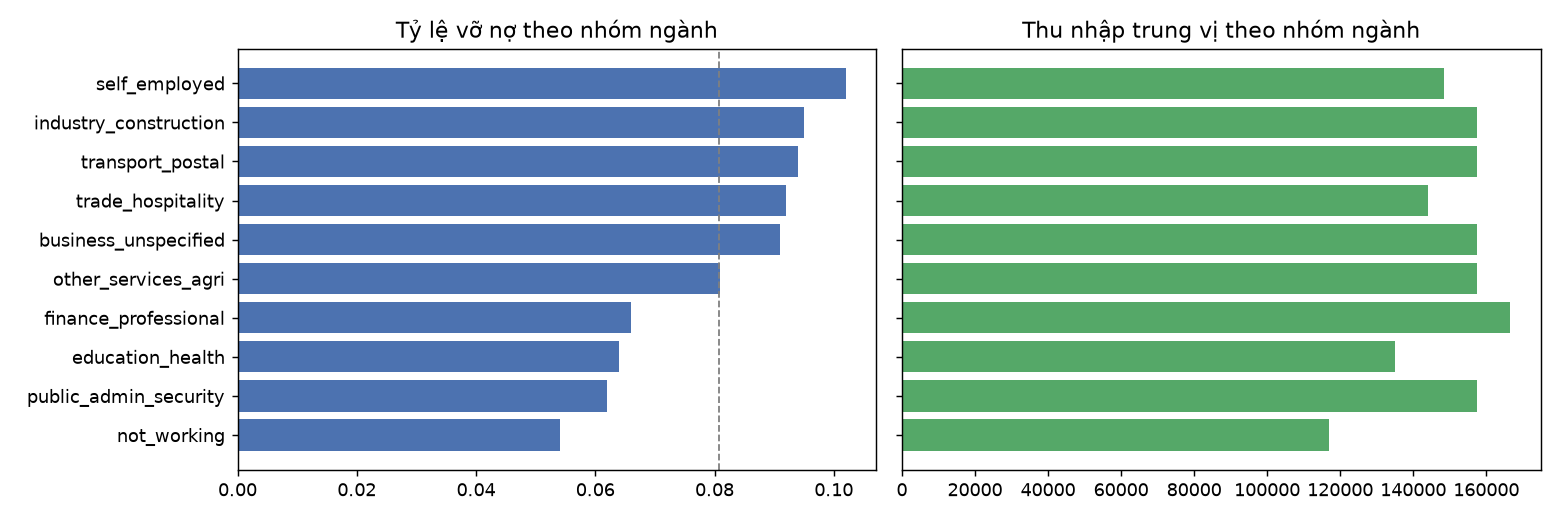 Tỷ lệ vỡ nợ theo nhóm ngành
self_employed
industry_construction
transport_postal
trade_hospitality
business_unspecified
other_services_agri
finance_professional
education_health
public_admin_security
not_working
0.00 0.02 0.04 0.06 0.08 0.10
Thu nhập trung vị theo nhóm ngành
0 20000 40000 60000 80000 100000 120000 140000 160000